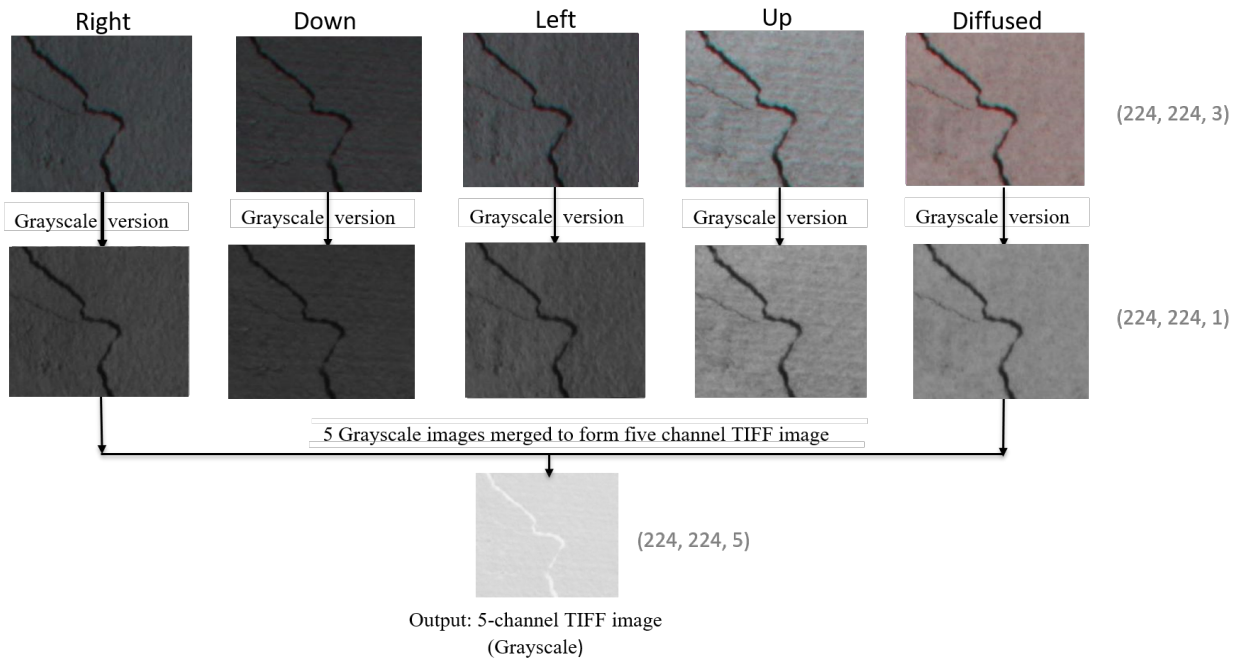 Right
Down
Left
Up
Diffused
(224, 224, 3)
Grayscale version
Grayscale version
Grayscale version
Grayscale version
Grayscale version
(224, 224, 1)
5 Grayscale images merged to form five channel TIFF image
(224, 224, 5)
Output: 5-channel TIFF image
(Grayscale)